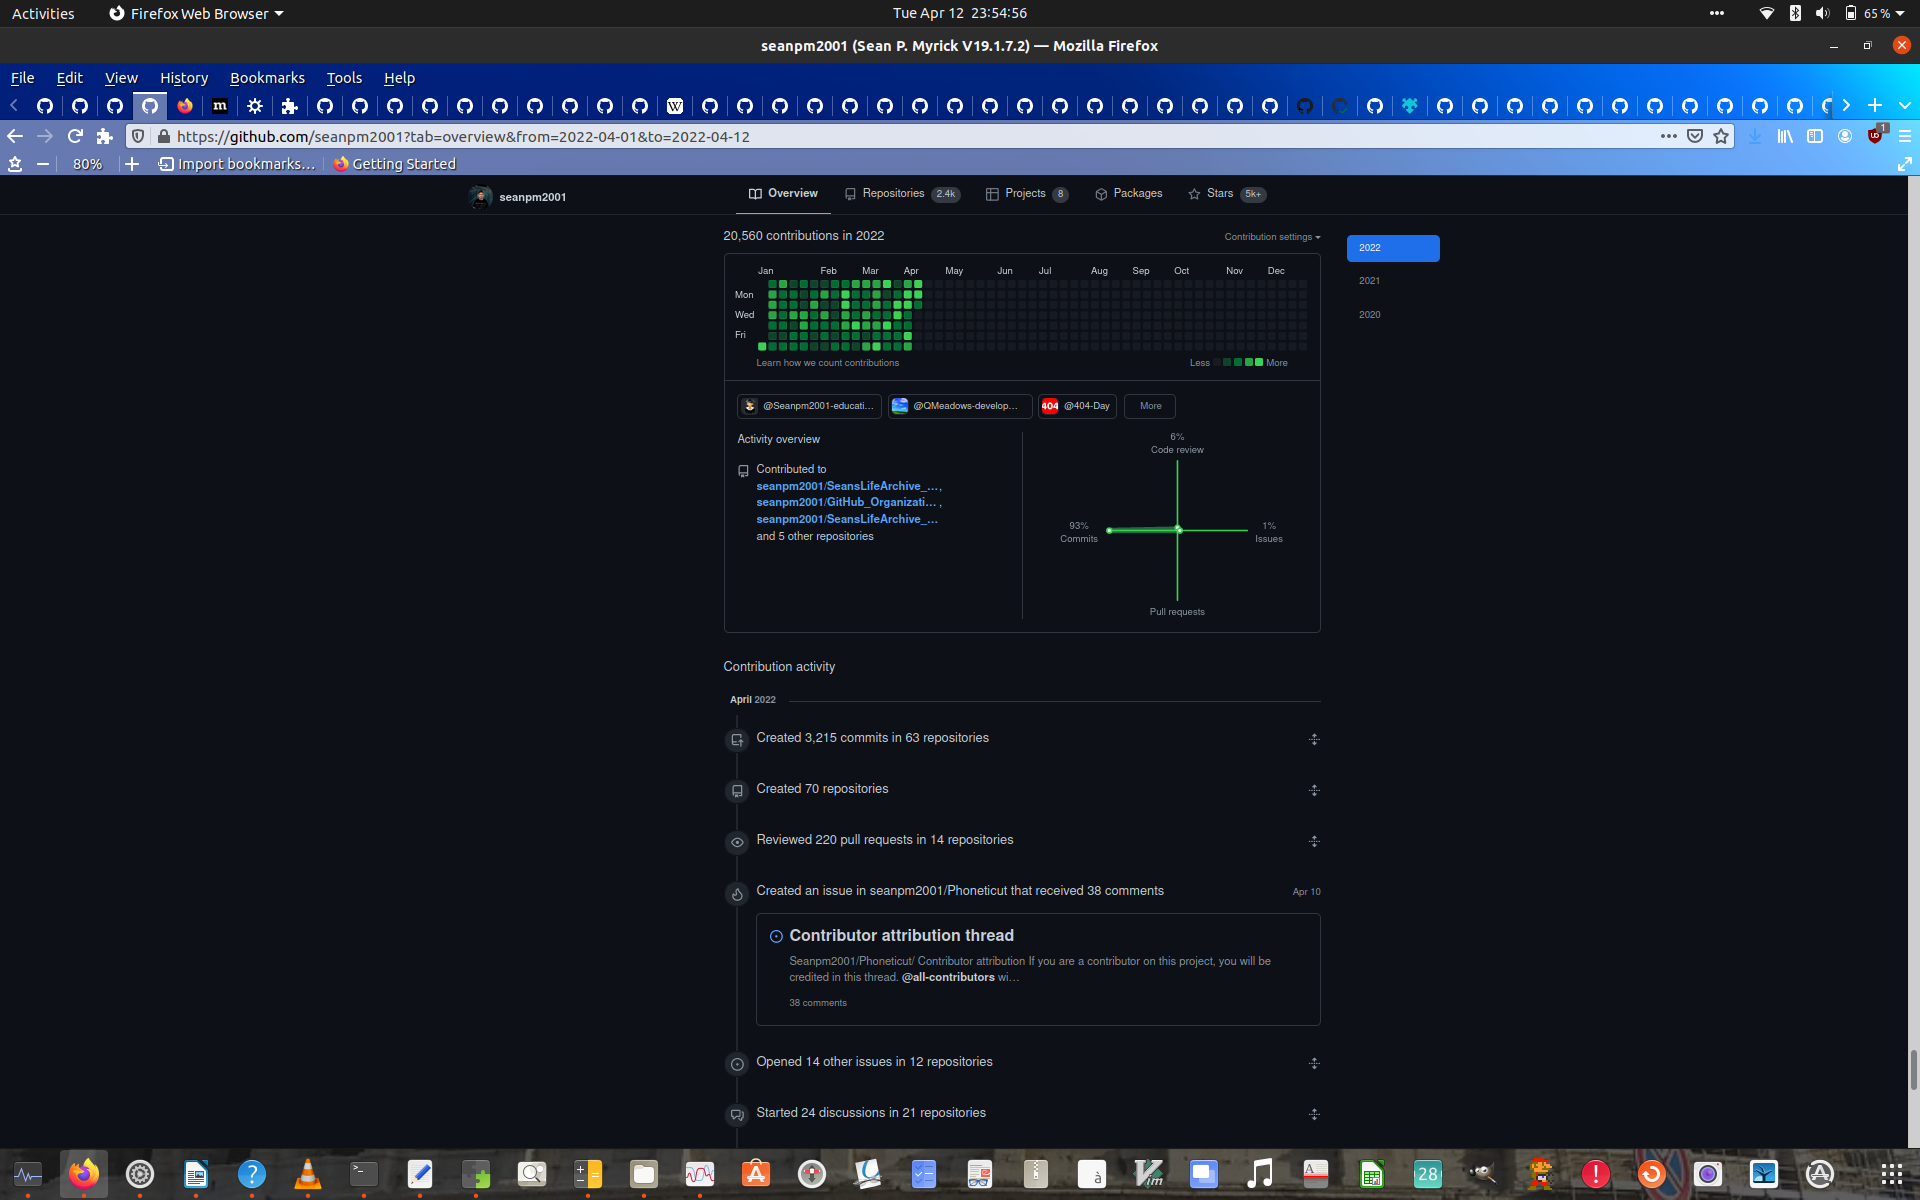 Activities Firefox Web Browser Tue Apr 12 23:54:56 65 %
seanpm2001 (Sean P. Myrick V19.1.7.2) — Mozilla Firefox
File Edit View History Bookmarks Tools Help
https://github.com/seanpm2001?tab=overview&from=2022-04-01&to=2022-04-12
80% Import bookmarks... Getting Started
seanpm2001 Overview Repositories 2.4k Projects 8 Packages Stars 5k+
20,560 contributions in 2022 Contribution settings 2022
Jan Feb Mar Apr May Jun Jul Aug Sep Oct Nov Dec
2021
Mon
Wed
2020
Fri
Learn how we count contributions Less More
@Seanpm2001-educati... @QMeadows-develop... 404 @404-Day More
Activity overview
6%
Code review
Contributed to
seanpm2001/SeansLifeArchive_...,
seanpm2001/GitHub_Organizati... ,
seanpm2001/SeansLifeArchive_...
and 5 other repositories
93%
Commits
1%
Issues
Pull requests
Contribution activity
April 2022
Created 3,215 commits in 63 repositories
Created 70 repositories
Reviewed 220 pull requests in 14 repositories
Created an issue in seanpm2001/Phoneticut that received 38 comments Apr 10
Contributor attribution thread
Seanpm2001/Phoneticut/ Contributor attribution If you are a contributor on this project, you will be
credited in this thread. @all-contributors wi...
38 comments
Opened 14 other issues in 12 repositories
Started 24 discussions in 21 repositories
28